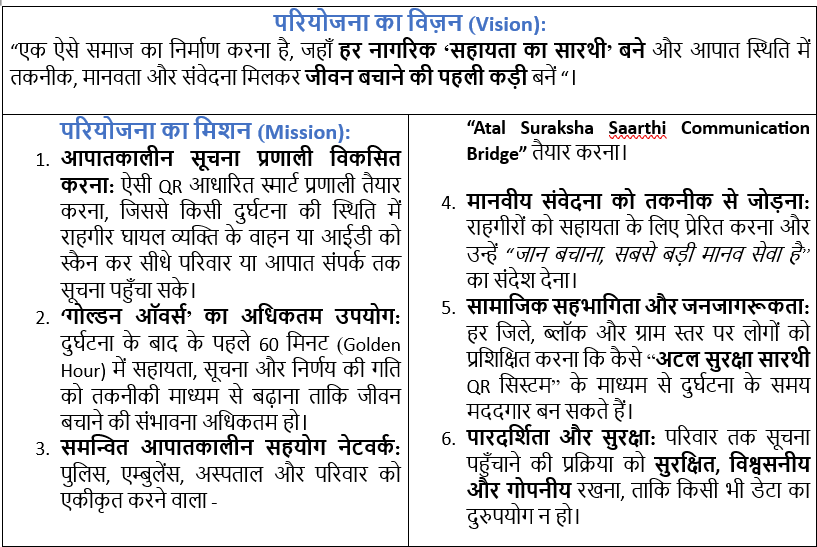 परियोजना का विज़न (Vision):
“एक ऐसे समाज का निर्माण करना है, जहाँ हर नागरिक ‘सहायता का सारथी’ बने और आपात स्थिति में
तकनीक, मानवता और संवेदना मिलकर जीवन बचाने की पहली कड़ी बनें “।
परियोजना का मिशन (Mission):
1. आपातकालीन सूचना प्रणाली विकसित
करना: ऐसी QR आधारित स्मार्ट प्रणाली तैयार
करना, जिससे किसी दुर्घटना की स्थिति में
राहगीर घायल व्यक्ति के वाहन या आईडी को
स्कैन कर सीधे परिवार या आपात संपर्क तक
सूचना पहुँचा सके।
2. ‘गोल्डन ऑवर्स’ का अधिकतम उपयोग:
दुर्घटना के बाद के पहले 60 मिनट (Golden
Hour) में सहायता, सूचना और निर्णय की गति
को तकनीकी माध्यम से बढ़ाना ताकि जीवन
बचाने की संभावना अधिकतम हो।
3. समन्वित आपातकालीन सहयोग नेटवर्क:
पुलिस, एम्बुलेंस, अस्पताल और परिवार को
एकीकृत करने वाला -
“Atal Suraksha Saarthi Communication
Bridge” तैयार करना।
4. मानवीय संवेदना को तकनीक से जोड़ना:
राहगीरों को सहायता के लिए प्रेरित करना और
उन्हें “जान बचाना, सबसे बड़ी मानव सेवा है”
का संदेश देना।
5. सामाजिक सहभागिता और जनजागरूकता:
हर जिले, ब्लॉक और ग्राम स्तर पर लोगों को
प्रशिक्षित करना कि कैसे “अटल सुरक्षा सारथी
QR सिस्टम” के माध्यम से दुर्घटना के समय
मददगार बन सकते हैं।
6. पारदर्शिता और सुरक्षा: परिवार तक सूचना
पहुँचाने की प्रक्रिया को सुरक्षित, विश्वसनीय
और गोपनीय रखना, ताकि किसी भी डेटा का
दुरुपयोग न हो।